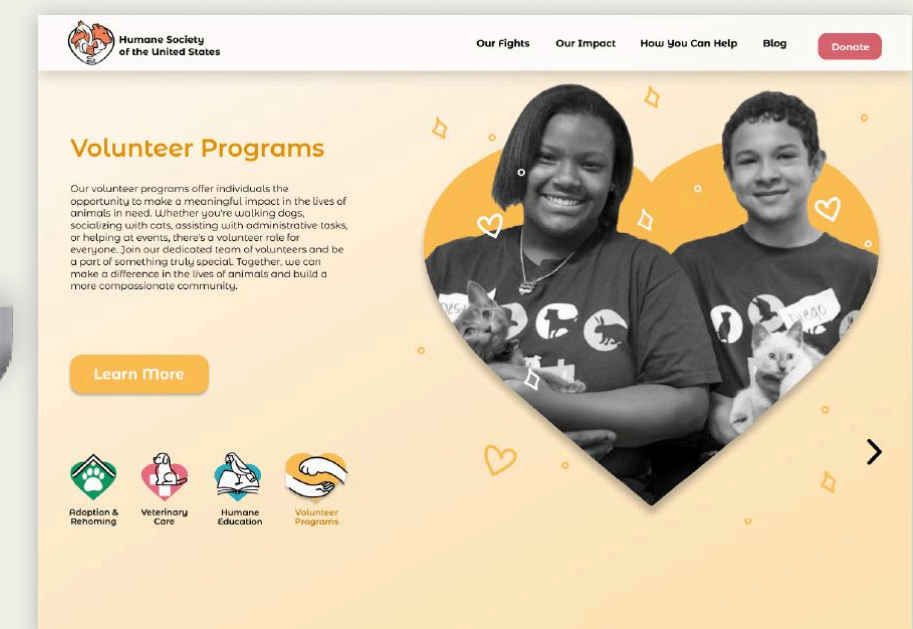 Humane Society
of the United States
Our Fights
Our Impact
How You Can Help
Blog
Donate
Volunteer Programs
Our volunteer programs offer individuals the
opportunity to make a meaningful impact in the lives of
animals in need. Whether you're walking dogs,
socializing with cats, assisting with administrative tasks,
or helping at events, there's a volunteer role for
everyone. Join our dedicated team of volunteers and be
a part of something truly special. Together, we can
make a difference in the lives of animals and build a
more compassionate community.
Diego
Learn More
Adoption &
Rehoming
Veterinary
Care
Humane
Education
Volunteer
Programs